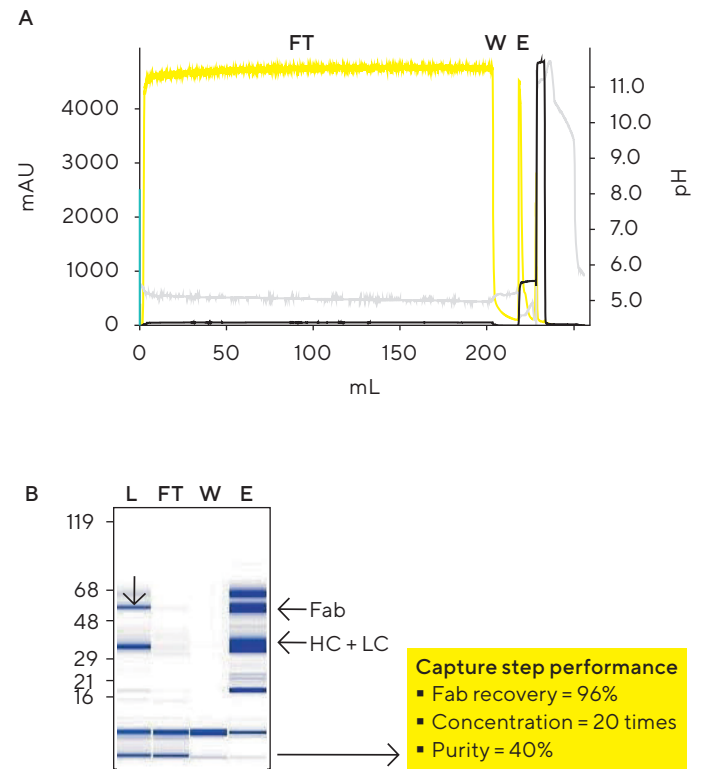 A
FT W E
4000
3000
2000
1000
0
mAU
11.0
10.0
9.0
8.0
7.0
6.0
5.0
pH
0 50 100 150 200
mL
B
L FT W E
119
68
48
29
21
16
Fab
HC + LC
Capture step performance
▪ Fab recovery = 96%
▪ Concentration = 20 times
▪ Purity = 40%